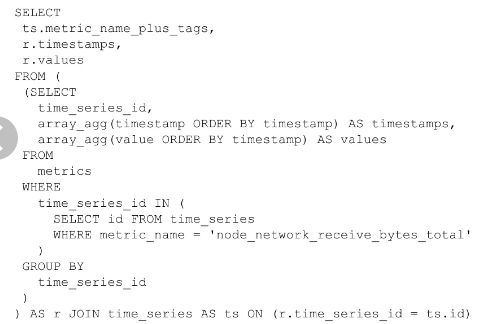 SELECT
ts.metric_name_plus_tags,
r.timestamps,
r.values
FROM (
(SELECT
time_series_id,
array_agg(timestamp ORDER BY timestamp) AS timestamps,
array_agg(value ORDER BY timestamp) AS values
FROM
metrics
WHERE
time_series_id IN (
SELECT id FROM time_series
WHERE metric_name = 'node_network_receive_bytes_total'
)
GROUP BY
time_series_id
)
) AS r JOIN time_series AS ts ON (r.time_series_id = ts.id)